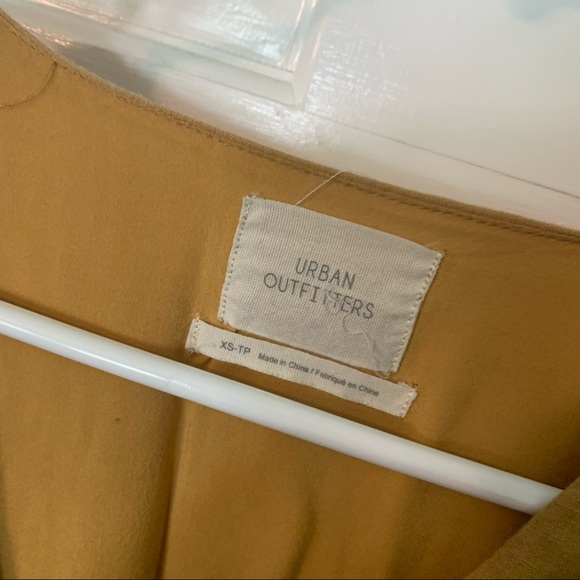 URBAN
OUTFITTERS
XS-TP Made in China / Fabriqué en Chine